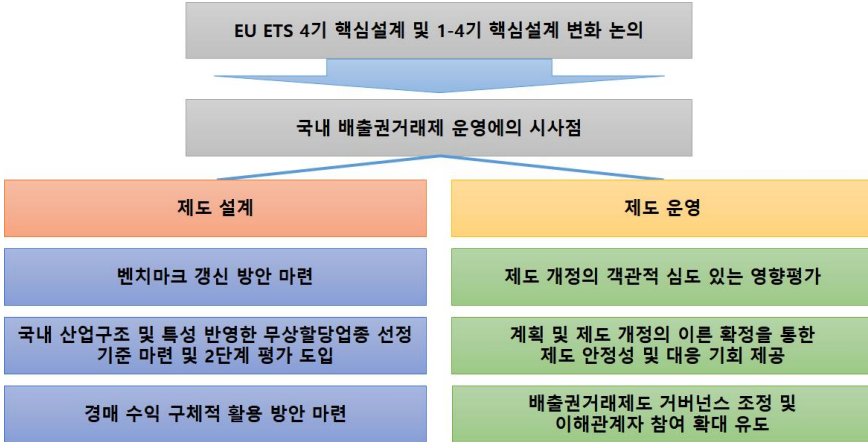 EU ETS 4기 핵심설계 및 1-4기 핵심설계 변화 논의
국내 배출권거래제 운영에의 시사점
제도 설계
제도 운영
벤치마크 갱신 방안 마련
제도 개정의 객관적 심도 있는 영향평가
국내 산업구조 및 특성 반영한 무상할당업종 선정
기준 마련 및 2단계 평가 도입
계획 및 제도 개정의 이른 확정을 통한
제도 안정성 및 대응 기회 제공
경매 수익 구체적 활용 방안 마련
배출권거래제도 거버넌스 조정 및
이해관계자 참여 확대 유도